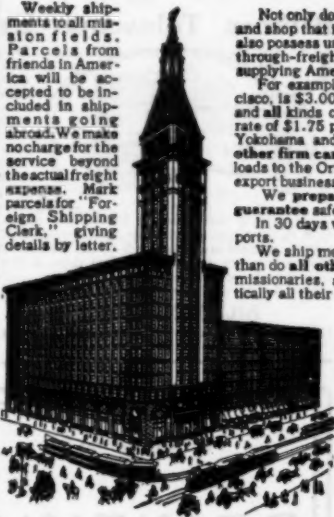 Weekly ship-
ments to all mis-
sion fields.
Parcels from
friends in Amer-
ica will be ac-
cepted to be in-
cluded in ship-
ments going
abroad. We make
no charge for the
service beyond
the actual freight
expense. Mark
parcels for "For-
eign Shipping
Clerk," giving
details by letter.
Not only d
and shop that i
also possess u
through-freigh
supplying Ame
For exampl
cisco, is $3.00
and all kinds o
rate of $1.75 p
Yokohama and
other firm ca
loads to the Or
export busines
We prepa
guarantee saf
In 30 days
ports.
We ship me
than do all oth
missionaries,
tically all their